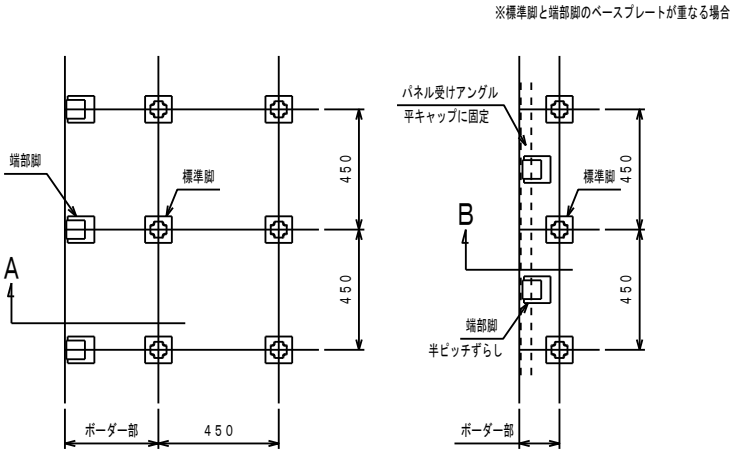 ※標準脚と端部脚のベースプレートが重なる場合
端部脚
標準脚
450
450
A
ボーダー部
450
パネル受けアングル
平キャップに固定
標準脚
450
B
450
端部脚
半ピッチずらし
ボーダー部